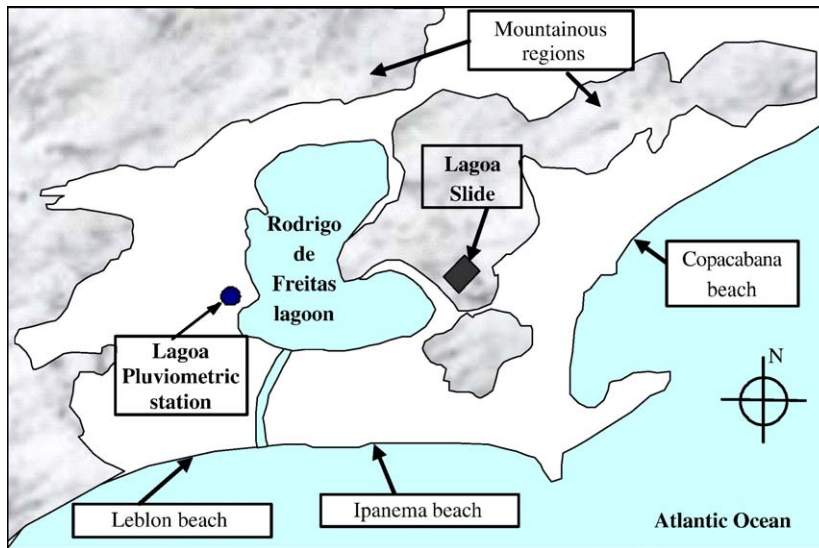 Mountainous
regions
Lagoa
Slide
Rodrigo
de
Freitas
lagoon
Copacabana
beach
Lagoa
Pluviometric
station
N
Leblon beach
Ipanema beach
Atlantic Ocean